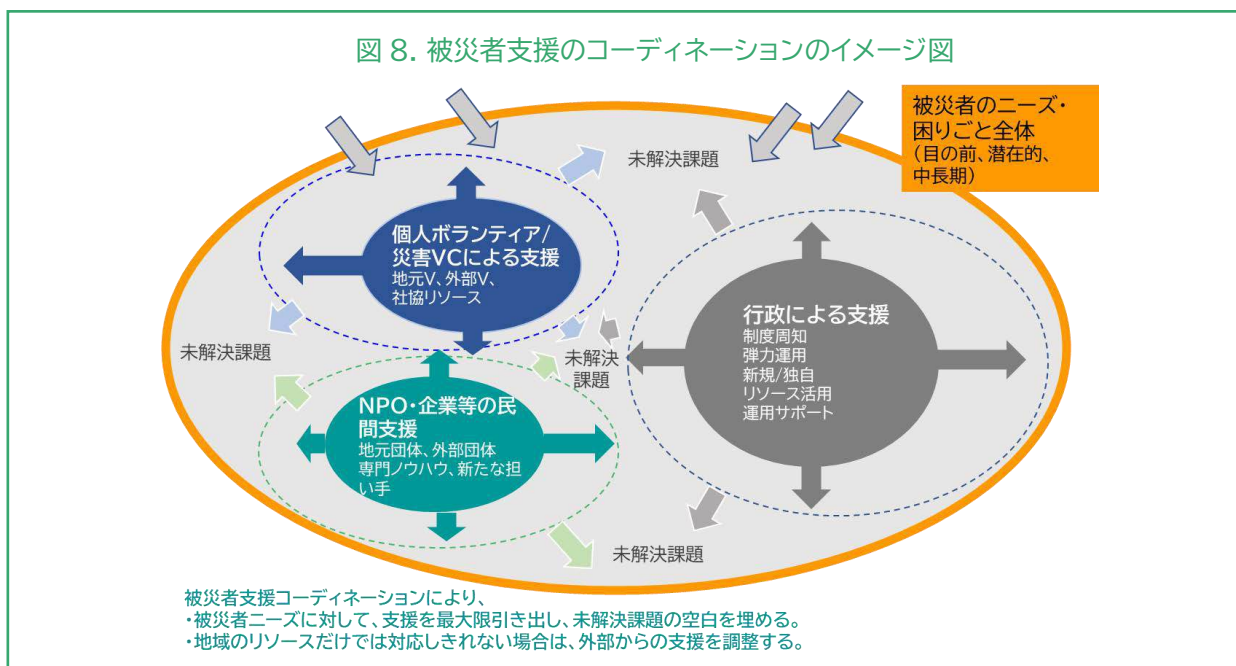 図 8. 被災者支援のコーディネーションのイメージ図
被災者のニーズ・
困りごと全体
(目の前、潜在的、
中長期)
未解決課題
個人ボランティア/
災害VCによる支援
地元V、外部V、
社協リソース
行政による支援
制度周知
弾力運用
新規/独自
リソース活用
運用サポート
未解決課題
未解決
課題
NPO・企業等の民
間支援
地元団体、外部団体
専門ノウハウ、新たな担
い手
未解決課題
被災者支援コーディネーションにより、
・被災者ニーズに対して、支援を最大限引き出し、未解決課題の空白を埋める。
・地域のリソースだけでは対応しきれない場合は、外部からの支援を調整する。